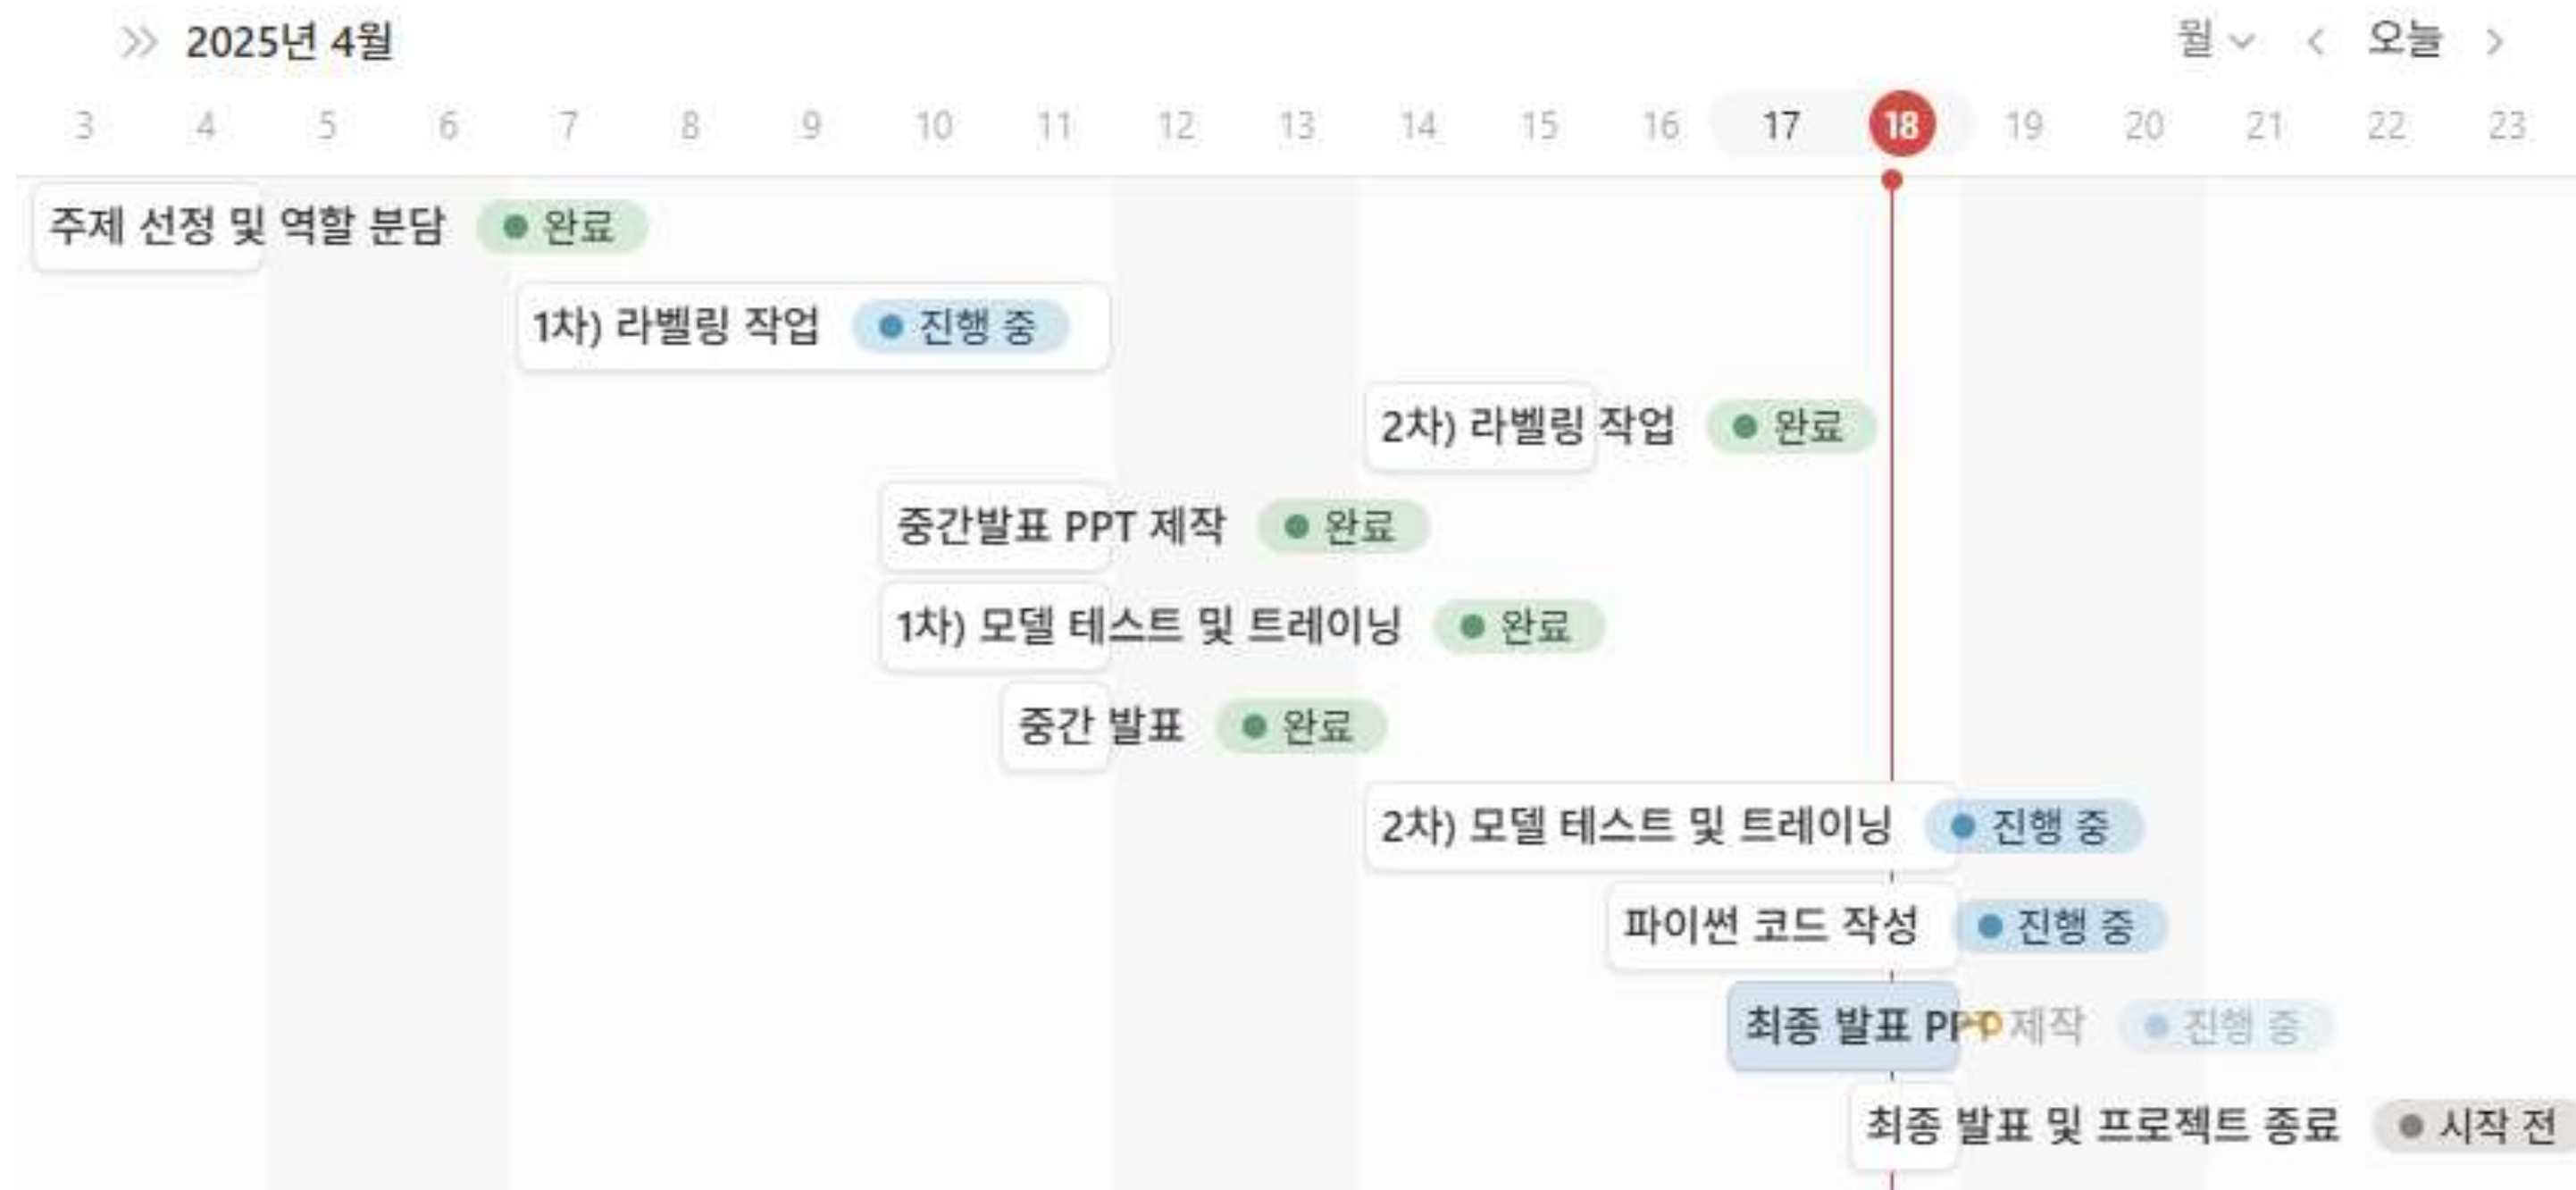 2025년 4월 월 오늘
3 4 5 6 7 8 9 10 11 12 13 14 15 16 17 18 19 20 21 22 23
주제 선정 및 역할 분담 완료
1차) 라벨링 작업 진행 중
2차) 라벨링 작업 완료
중간발표 PPT 제작 완료
1차) 모델 테스트 및 트레이닝 완료
중간 발표 완료
2차) 모델 테스트 및 트레이닝 진행 중
파이썬 코드 작성 진행 중
최종 발표 제작 진행 중
최종 발표 및 프로젝트 종료 시작 전